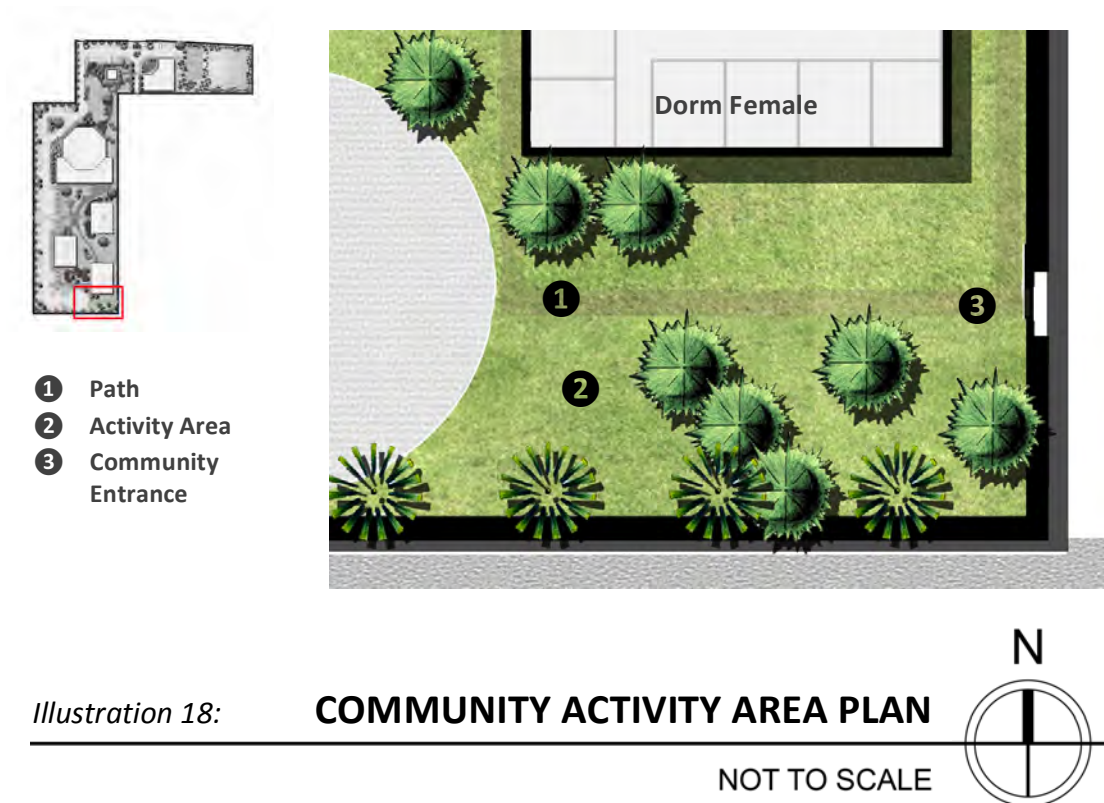 Dorm Female
❶
❸
❷
❶ Path
❷ Activity Area
❸ Community
Entrance
N
Illustration 18: COMMUNITY ACTIVITY AREA PLAN
NOT TO SCALE